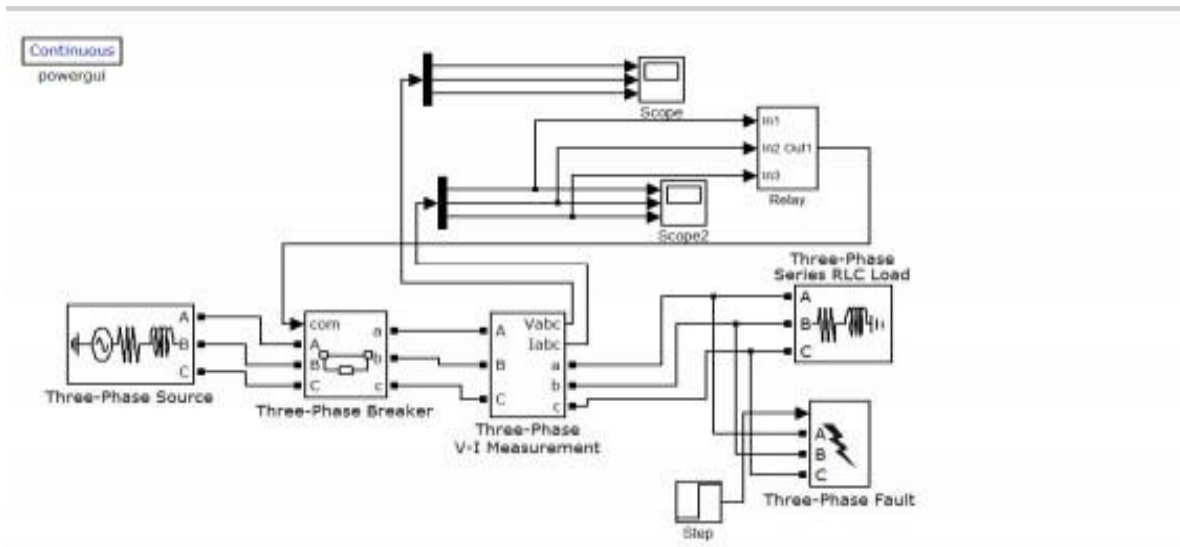 Continuous
powergui
Scope
In1
In2 Out1
In3
Relay
Scope2
Three-Phase
Series RLC Load
A
B
C
A
B
C
Three-Phase Source
com
A
B
C
a
b
c
Three-Phase Breaker
A
B
C
Vabc
Iabc
a
b
c
Three-Phase
V-I Measurement
A
B
C
Three-Phase Fault
Step